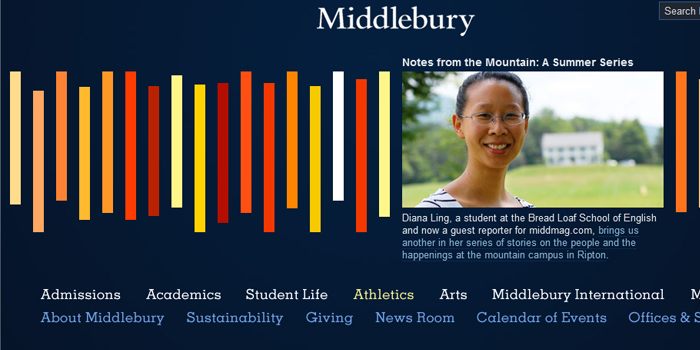 Middlebury
Search
Notes from the Mountain: A Summer Series
Diana Ling, a student at the Bread Loaf School of English
and now a guest reporter for middmag.com, brings us
another in her series of stories on the people and the
happenings at the mountain campus in Ripton.
Admissions Academics Student Life Athletics Arts Middlebury International
About Middlebury Sustainability Giving News Room Calendar of Events Offices &